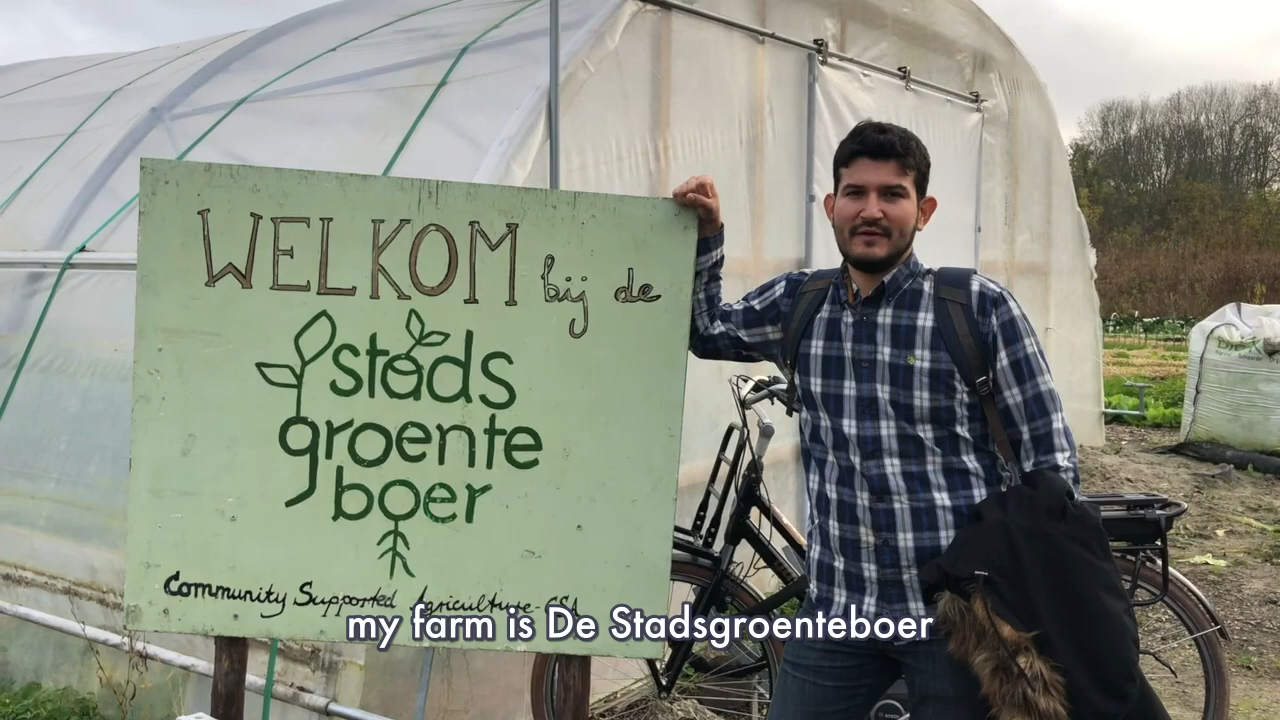 WELKOM bij de
stads
groente
boer
Community Supported Agriculture - CSA
my farm is De Stadsgroenteboer